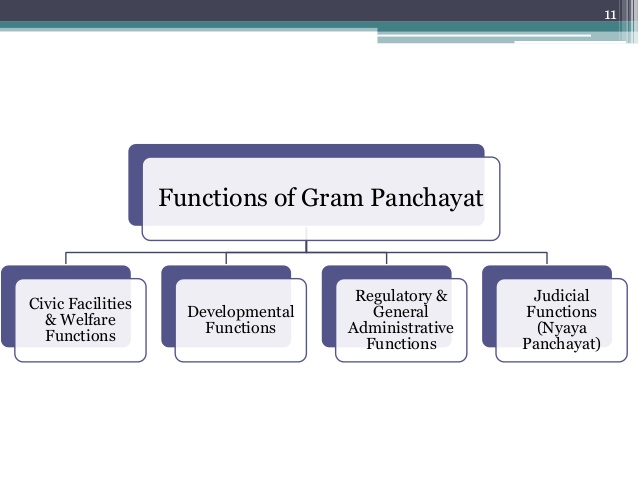 11
Functions of Gram Panchayat
Civic Facilities
& Welfare
Functions
Developmental
Functions
Regulatory &
General
Administrative
Functions
Judicial
Functions
(Nyaya
Panchayat)